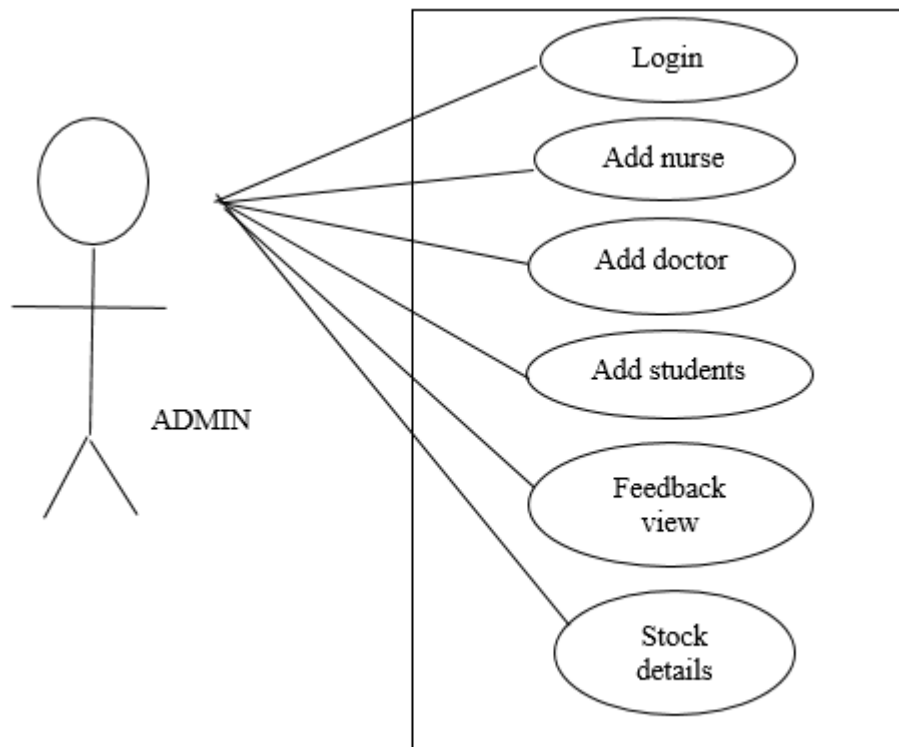 Login
Add nurse
Add doctor
Add students
ADMIN
Feedback
view
Stock
details